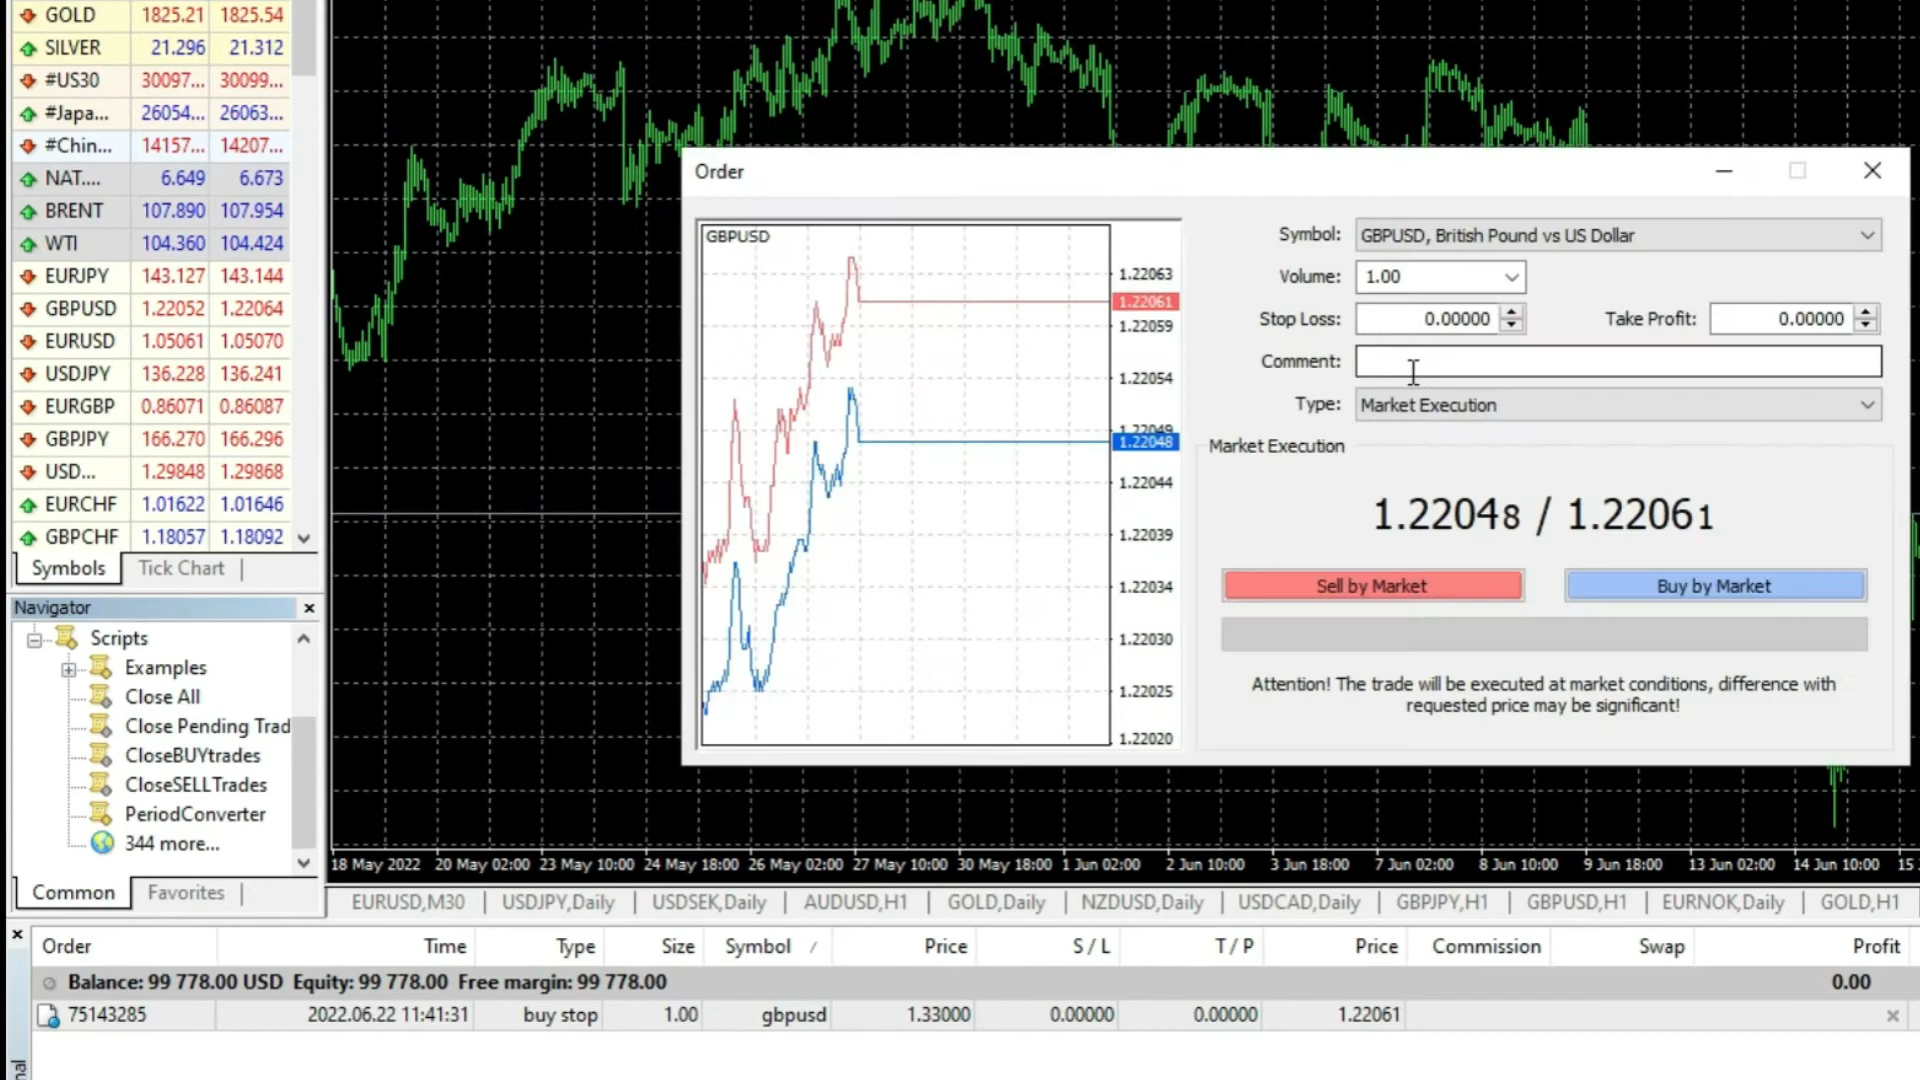 GOLD 1825.21 1825.54
SILVER 21.296 21.312
#US30 30097... 30099...
#Japa... 26054... 26063...
#Chin... 14157... 14207...
NAT.... 6.649 6.673
BRENT 107.890 107.954
WTI 104.360 104.424
EURJPY 143.127 143.144
GBPUSD 1.22052 1.22064
EURUSD 1.05061 1.05070
USDJPY 136.228 136.241
EURGBP 0.86071 0.86087
GBPJPY 166.270 166.296
USD... 1.29848 1.29868
EURCHF 1.01622 1.01646
GBPCHF 1.18057 1.18092
Symbols Tick Chart
Navigator
Scripts
Examples
Close All
Close Pending Trad
CloseBUYtrades
CloseSELLTrades
PeriodConverter
344 more...
Common Favorites
Order
GBPUSD
1.22063
1.22061
1.22059
1.22054
1.22049
1.22048
1.22044
1.22039
1.22034
1.22030
1.22025
1.22020
Symbol: GBPUSD, British Pound vs US Dollar
Volume: 1.00
Stop Loss: 0.00000 Take Profit: 0.00000
Comment:
Type: Market Execution
Market Execution
1.22048 / 1.22061
Sell by Market Buy by Market
Attention! The trade will be executed at market conditions, difference with
requested price may be significant!
18 May 2022 20 May 02:00 23 May 10:00 24 May 18:00 26 May 02:00 27 May 10:00 30 May 18:00 1 Jun 02:00 2 Jun 10:00 3 Jun 18:00 7 Jun 02:00 8 Jun 10:00 9 Jun 18:00 13 Jun 02:00 14 Jun 10:00 15
EURUSD,M30 USDJPY,Daily USDSEK,Daily AUDUSD,H1 GOLD,Daily NZDUSD,Daily USDCAD,Daily GBPJPY,H1 GBPUSD,H1 EURNOK,Daily GOLD,H1
Order Time Type Size Symbol / Price S / L T / P Price Commission Swap Profit
Balance: 99 778.00 USD Equity: 99 778.00 Free margin: 99 778.00 0.00
75143285 2022.06.22 11:41:31 buy stop 1.00 gbpusd 1.33000 0.00000 0.00000 1.22061